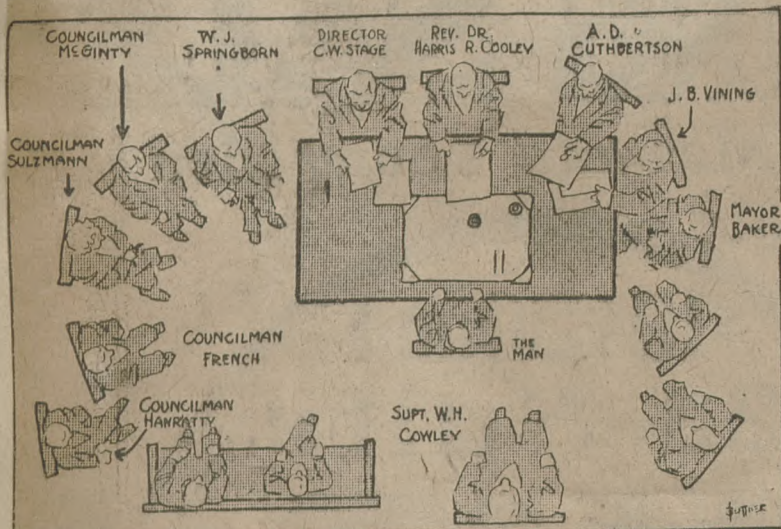 COUNCILMAN
McGINTY
W. J.
SPRINGBORN
DIRECTOR
C.W. STAGE
REV. DR.
HARRIS R. COOLEY
A. D.
CUTHBERTSON
J. B. VINING
COUNCILMAN
SULZMANN
MAYOR
BAKER
COUNCILMAN
FRENCH
THE
MAN
COUNCILMAN
HANRATTY
SUPT. W. H.
COWLEY